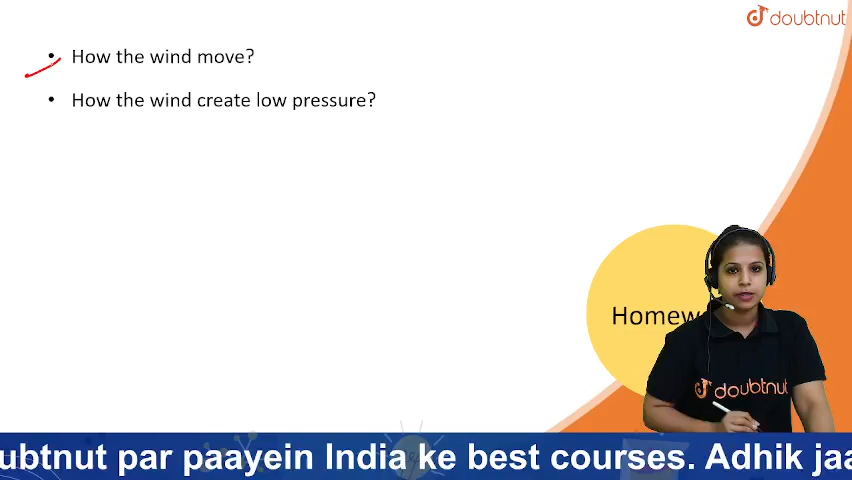 doubtnut
• How the wind move?
• How the wind create low pressure?
doubtnut
ubtnut par paayein India ke best courses. Adhik jaa